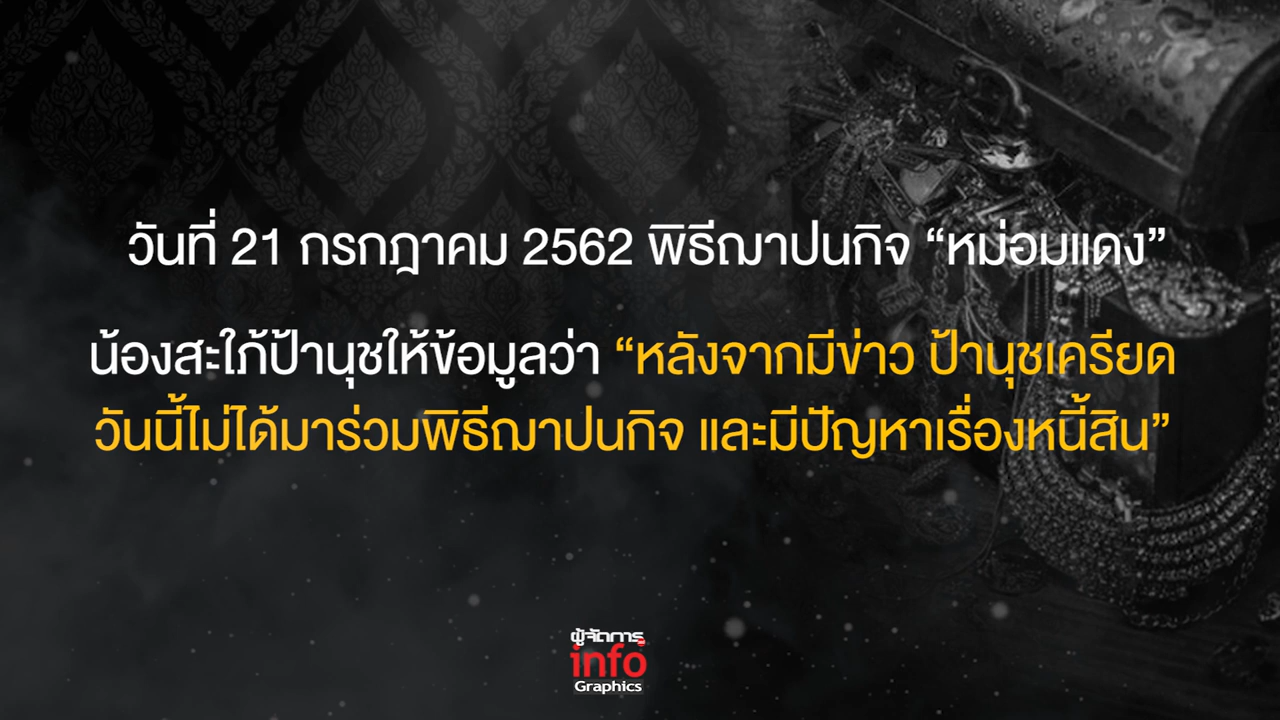 วันที่ 21 กรกฎาคม 2562 พิธีฌาปนกิจ “หม่อมแดง”
น้องสะใภ้ป้านุชให้ข้อมูลว่า “หลังจากมีข่าว ป้านุชเครียด
วันนี้ไม่ได้มาร่วมพิธีฌาปนกิจ และมีปัญหาเรื่องหนี้สิน”
ผู้จัดการ
info
Graphics